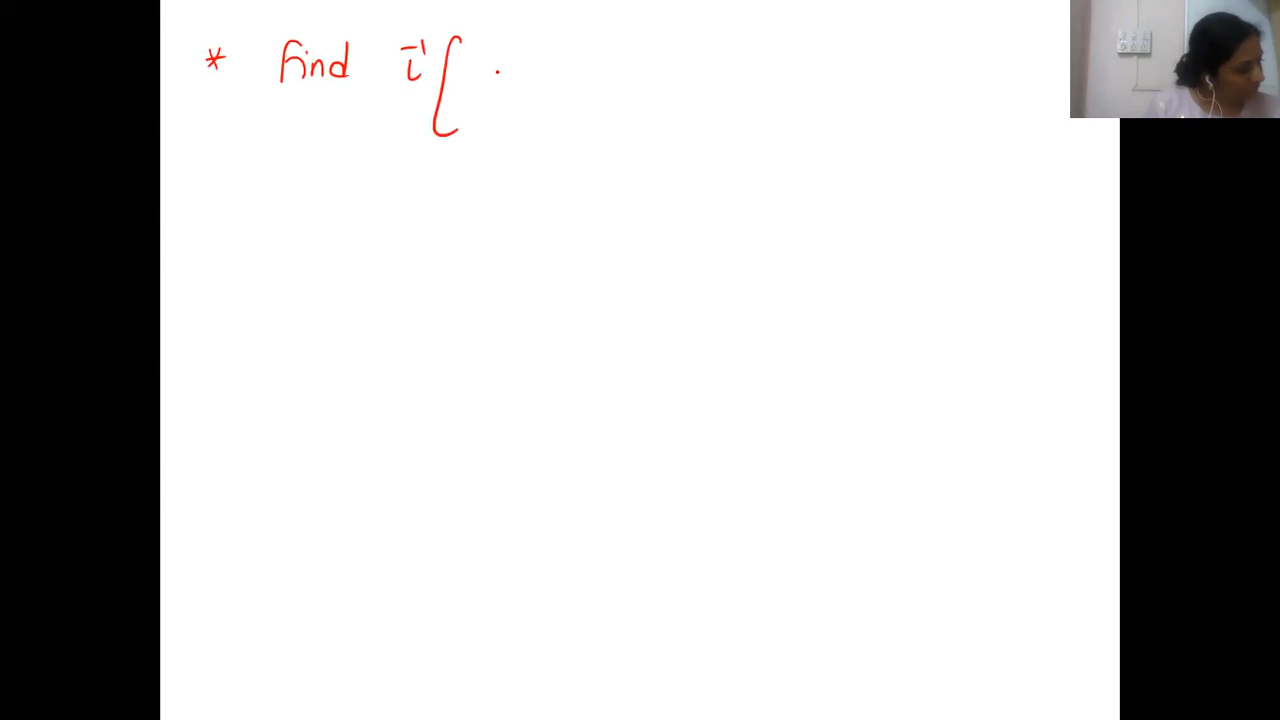 * Find L⁻¹[ .